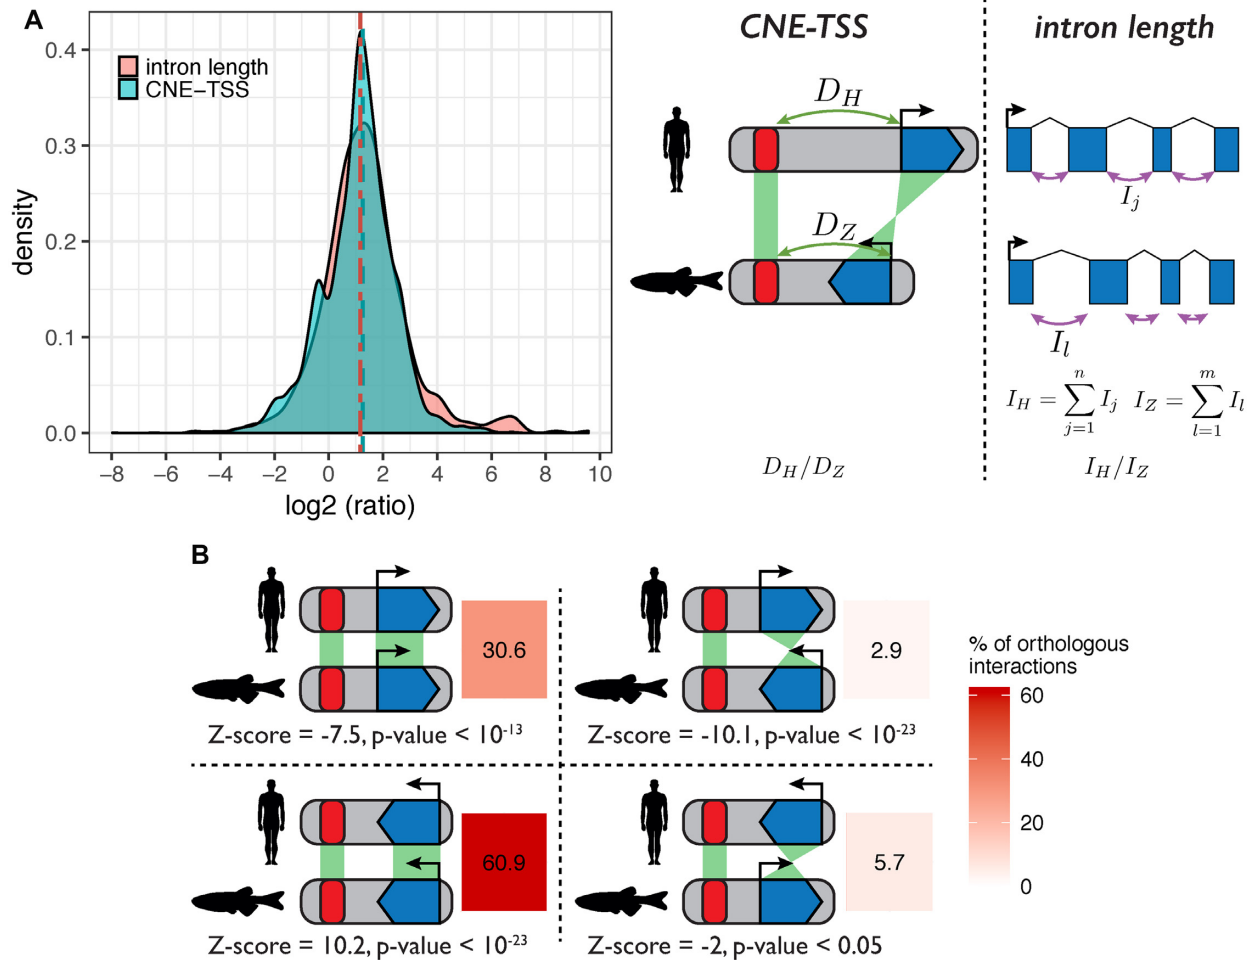 A
intron length
CNE−TSS
0.4
0.3
0.2
0.1
0.0
density
−8 −6 −4 −2 0 2 4 6 8 10
log2 (ratio)
CNE-TSS
intron length
D_H
D_Z
D_H/D_Z
I_j
I_l
I_H = \sum_{j=1}^{n} I_j I_Z = \sum_{l=1}^{m} I_l
I_H/I_Z
B
30.6
Z-score = -7.5, p-value < 10^{-13}
2.9
Z-score = -10.1, p-value < 10^{-23}
60.9
Z-score = 10.2, p-value < 10^{-23}
5.7
Z-score = -2, p-value < 0.05
% of orthologous
interactions
60
40
20
0